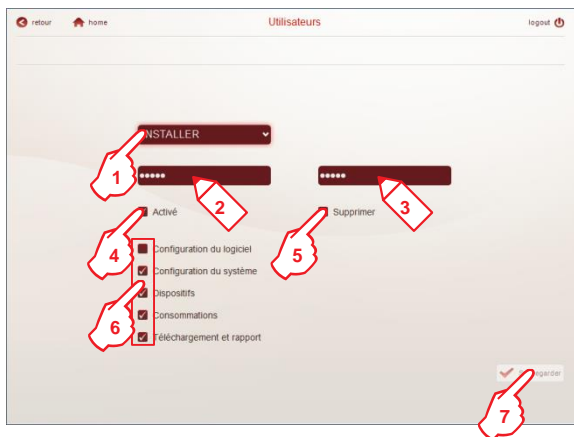 retour home Utilisateurs logout
INSTALLER
1
•••••
2
•••••
3
Activé
4
Supprimer
5
Configuration du logiciel
Configuration du système
Dispositifs
6
Consommations
Téléchargement et rapport
7